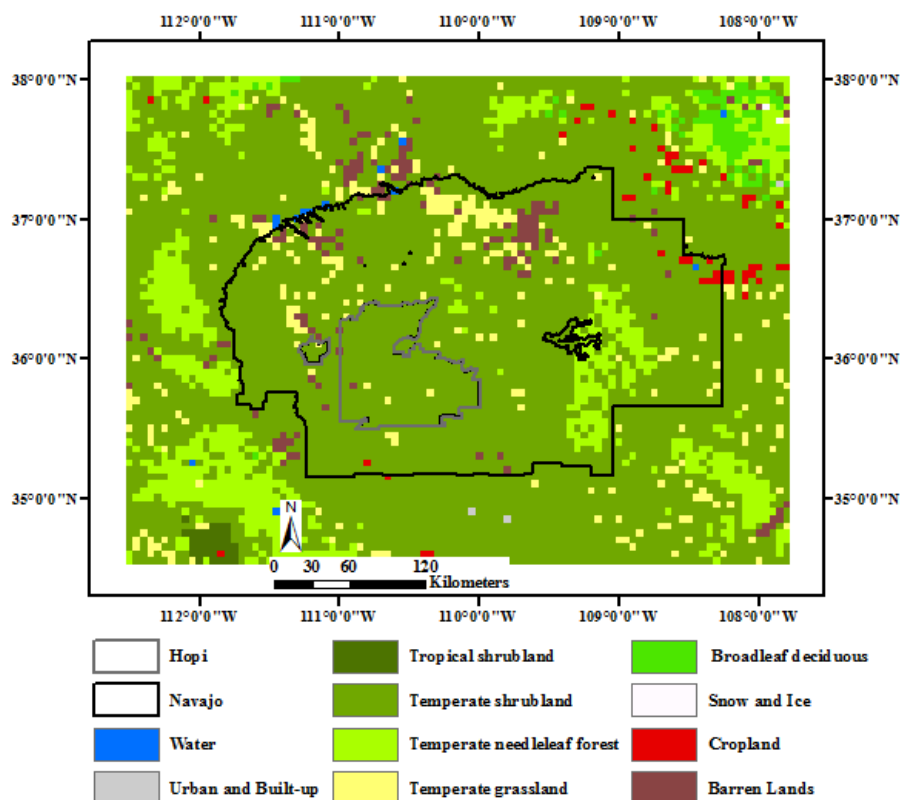 112°0'0"W 111°0'0"W 110°0'0"W 109°0'0"W 108°0'0"W
38°0'0"N 38°0'0"N
37°0'0"N 37°0'0"N
36°0'0"N 36°0'0"N
35°0'0"N 35°0'0"N
N
0 30 60 120
Kilometers
112°0'0"W 111°0'0"W 110°0'0"W 109°0'0"W 108°0'0"W
Hopi Tropical shrubland Broadleaf deciduous
Navajo Temperate shrubland Snow and Ice
Water Temperate needleleaf forest Cropland
Urban and Built-up Temperate grassland Barren Lands